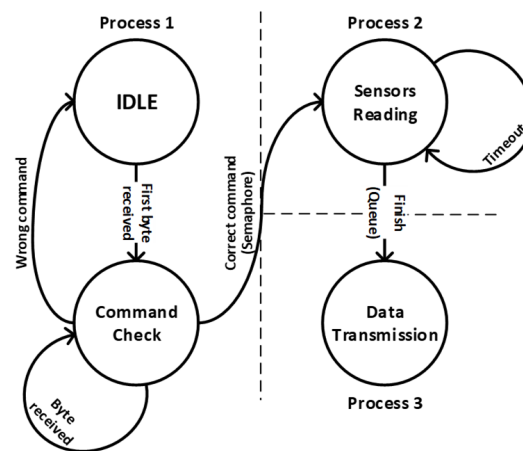 Process 1
Process 2
IDLE
Sensors
Reading
Timeout
Wrong command
First byte
received
Correct command
(Semaphore)
Finish
(Queue)
Command
Check
Data
Transmission
Byte
received
Process 3